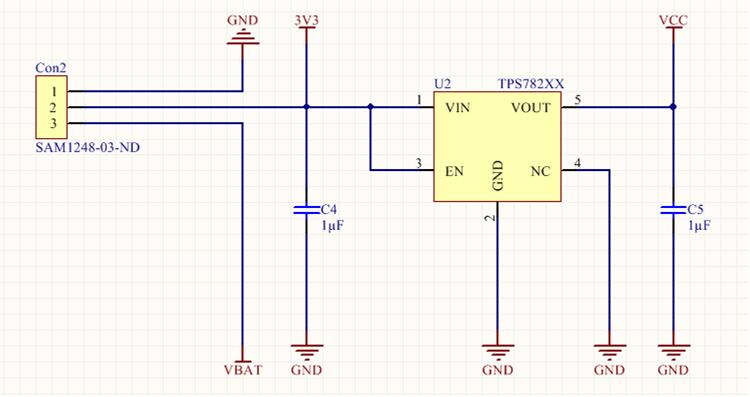 GND
3V3
VCC
Con2
1
2
3
SAM1248-03-ND
U2
TPS782XX
1
VIN
VOUT
5
3
EN
GND
NC
4
2
C4
1µF
C5
1µF
VBAT
GND
GND
GND
GND